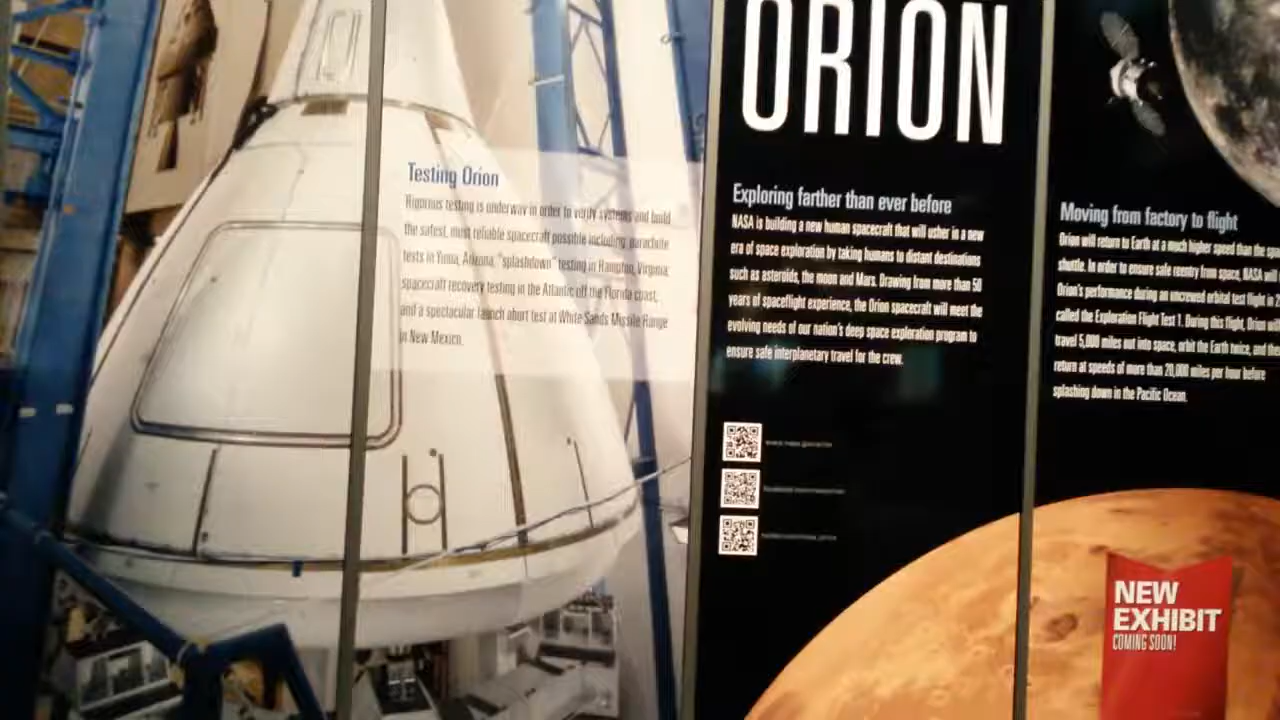 ORION
Testing Orion
Rigorous testing is underway in order to verify systems and build
the safest, most reliable spacecraft possible including: parachute
tests in Yuma, Arizona, "splashdown" testing in Hampton, Virginia;
spacecraft recovery testing in the Atlantic off the Florida coast,
and a spectacular launch abort test at White Sands Missile Range
in New Mexico.
Exploring farther than ever before
NASA is building a new human spacecraft that will usher in a new
era of space exploration by taking humans to distant destinations
such as asteroids, the moon and Mars. Drawing from more than 50
years of spaceflight experience, the Orion spacecraft will meet the
evolving needs of our nation's deep space exploration program to
ensure safe interplanetary travel for the crew.
Moving from factory to flight
Orion will return to Earth at a much higher speed than the
shuttle. In order to ensure safe reentry from space, NASA will
Orion's performance during an uncrewed orbital test flight in
called the Exploration Flight Test 1. During this flight, Orion
travel 5,000 miles out into space, orbit the Earth twice, and
return at speeds of more than 20,000 miles per hour before
splashing down in the Pacific Ocean.
NEW
EXHIBIT
COMING SOON!